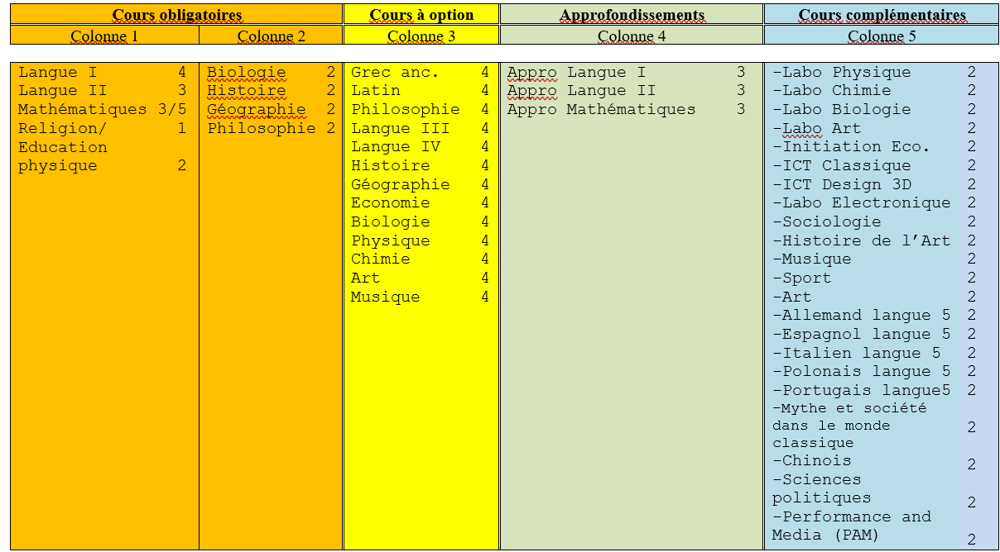 Cours obligatoires
Cours à option
Approfondissements
Cours complémentaires
Colonne 1
Colonne 2
Colonne 3
Colonne 4
Colonne 5
Langue I 4
Langue II 3
Mathématiques 3/5
Religion/ 1
Education
physique 2
Biologie 2
Histoire 2
Géographie 2
Philosophie 2
Grec anc. 4
Latin 4
Philosophie 4
Langue III 4
Langue IV 4
Histoire 4
Géographie 4
Economie 4
Biologie 4
Physique 4
Chimie 4
Art 4
Musique 4
Appro Langue I 3
Appro Langue II 3
Appro Mathématiques 3
-Labo Physique 2
-Labo Chimie 2
-Labo Biologie 2
-Labo Art 2
-Initiation Eco. 2
-ICT Classique 2
-ICT Design 3D 2
-Labo Electronique 2
-Sociologie 2
-Histoire de l’Art 2
-Musique 2
-Sport 2
-Art 2
-Allemand langue 5 2
-Espagnol langue 5 2
-Italien langue 5 2
-Polonais langue 5 2
-Portugais langue5 2
-Mythe et société
dans le monde 2
classique
-Chinois 2
-Sciences
politiques 2
-Performance and
Media (PAM) 2